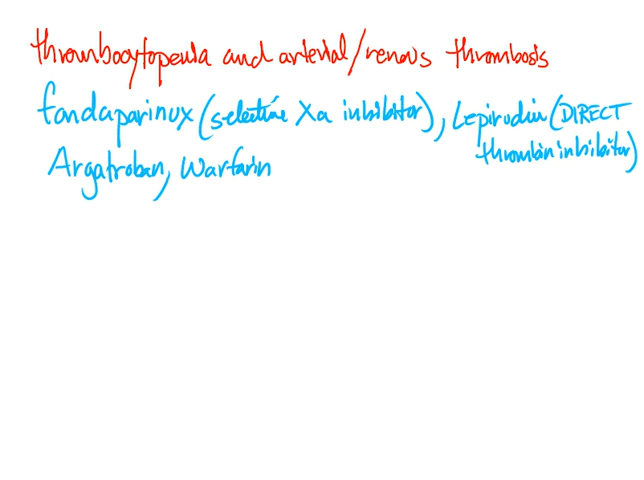 thrombocytopenia and arterial/venous thrombosis
fondaparinux (selective Xa inhibitor), Lepirudin (DIRECT
thrombin inhibitor)
Argatroban, Warfarin